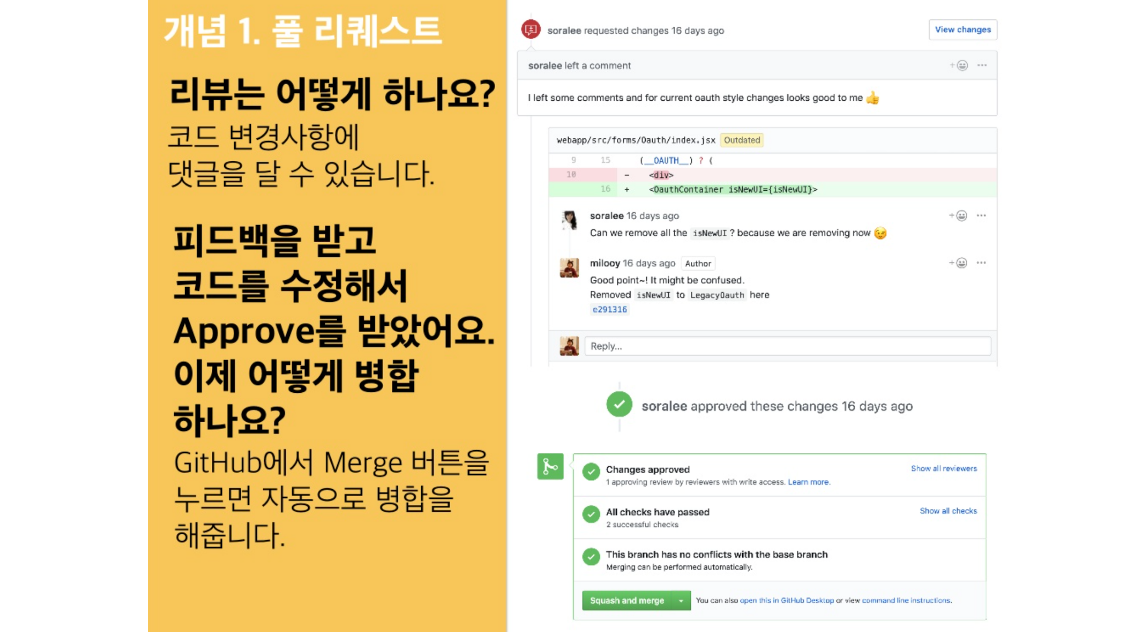 개념 1. 풀 리퀘스트
리뷰는 어떻게 하나요?
코드 변경사항에
댓글을 달 수 있습니다.
피드백을 받고
코드를 수정해서
Approve를 받았어요.
이제 어떻게 병합
하나요?
GitHub에서 Merge 버튼을
누르면 자동으로 병합을
해줍니다.
soralee requested changes 16 days ago
View changes
soralee left a comment
I left some comments and for current oauth style changes looks good to me 👍
webapp/src/forms/Oauth/index.jsx Outdated
9 15 (__OAUTH__) ? (
10 - <div>
16 + <OauthContainer isNewUI={isNewUI}>
soralee 16 days ago
Can we remove all the isNewUI ? because we are removing now 😉
milooy 16 days ago Author
Good point~! It might be confused.
Removed isNewUI to LegacyOauth here
e291316
Reply...
soralee approved these changes 16 days ago
Changes approved
Show all reviewers
1 approving review by reviewers with write access. Learn more.
All checks have passed
Show all checks
2 successful checks
This branch has no conflicts with the base branch
Merging can be performed automatically.
Squash and merge
You can also open this in GitHub Desktop or view command line instructions.